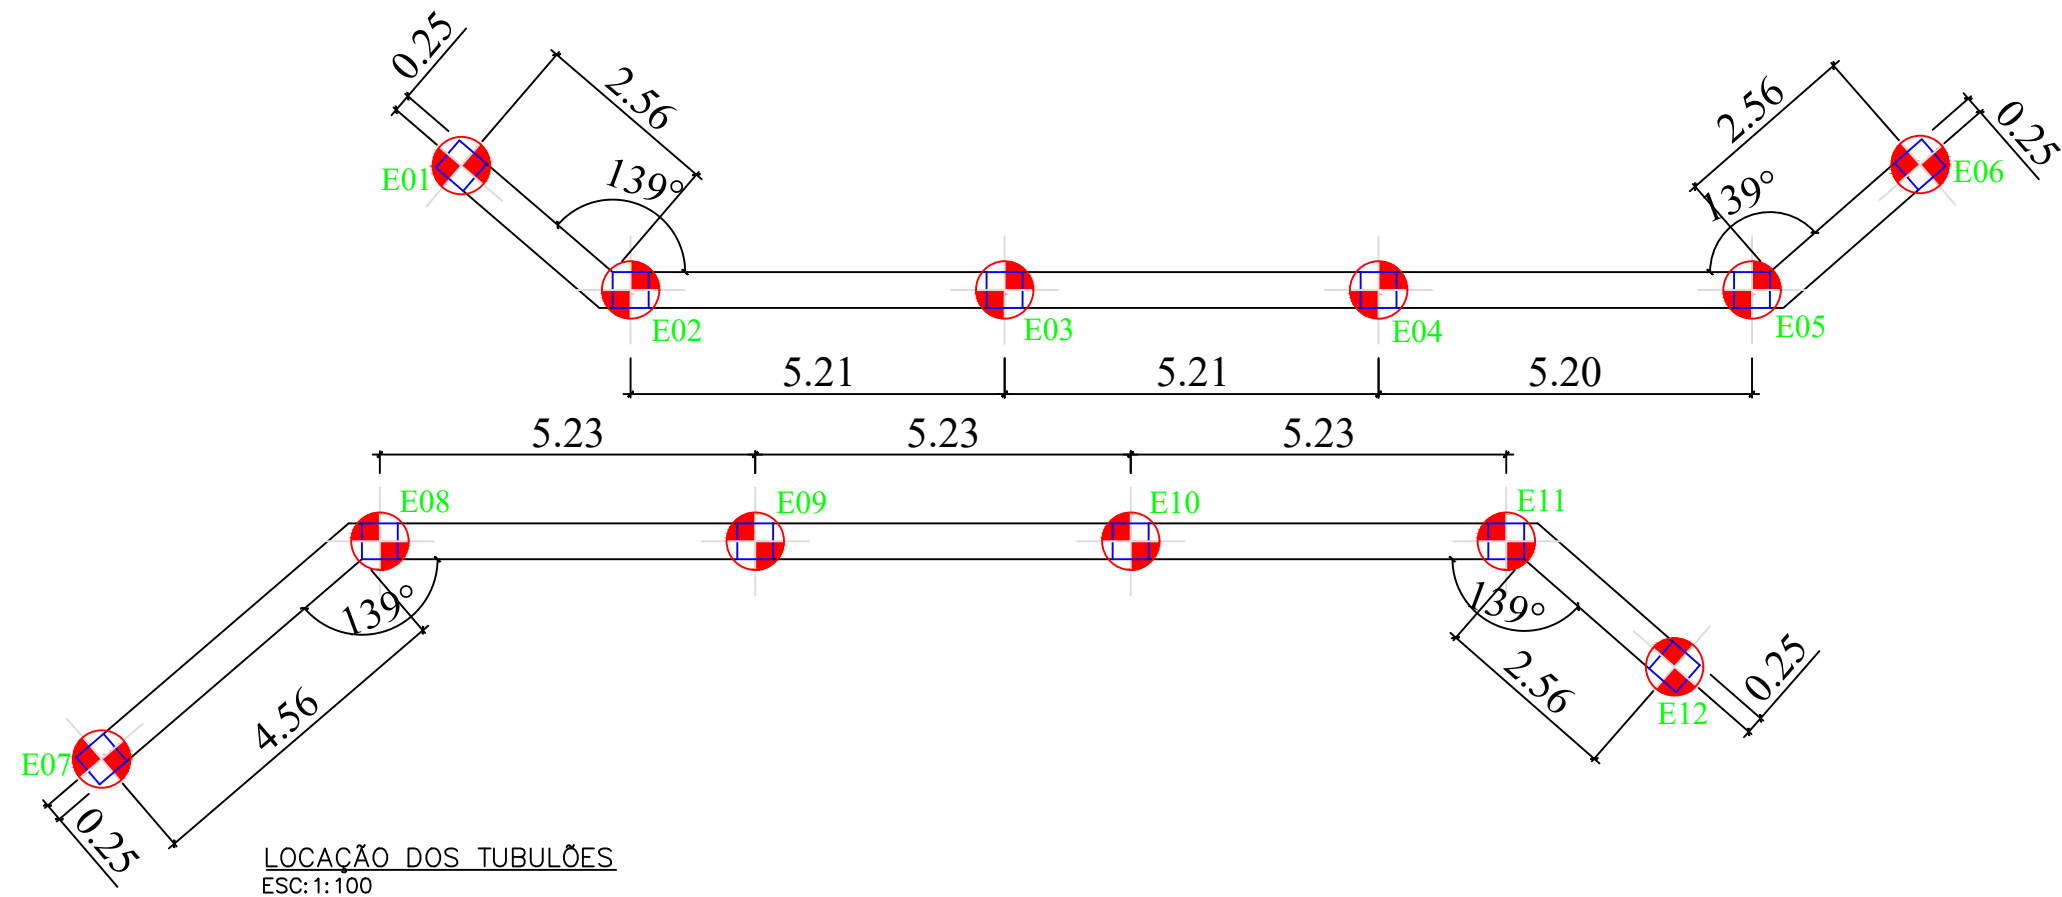 0.25
2.56
139°
E01
2.56
0.25
139°
E06
E02
E03
E04
E05
5.21
5.21
5.20
5.23
5.23
5.23
E08
E09
E10
E11
139°
139°
4.56
2.56
0.25
E12
E07
0.25
LOCAÇÃO DOS TUBULÕES
ESC:1:100